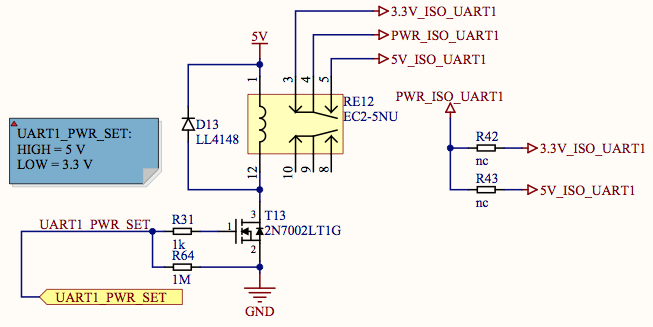 3.3V_ISO_UART1
PWR_ISO_UART1
5V_ISO_UART1
5V
1
3
4
5
RE12
EC2-5NU
D13
LL4148
12
10
9
8
UART1_PWR_SET:
HIGH = 5 V
LOW = 3.3 V
PWR_ISO_UART1
R42
nc
3.3V_ISO_UART1
R43
nc
5V_ISO_UART1
UART1_PWR_SET
R31
1k
R64
1M
3
1
2
T13
2N7002LT1G
UART1_PWR_SET
GND